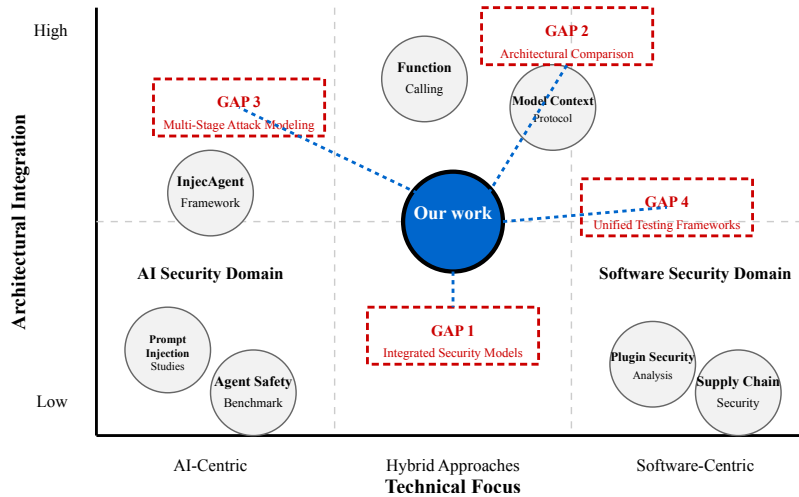 High
GAP 2
Architectural Comparison
Function
Calling
GAP 3
Multi-Stage Attack Modeling
Model Context
Protocol
InjecAgent
Framework
Our work
GAP 4
Unified Testing Frameworks
Architectural Integration
AI Security Domain
Software Security Domain
GAP 1
Integrated Security Models
Prompt
Injection
Studies
Agent Safety
Benchmark
Plugin Security
Analysis
Supply Chain
Security
Low
AI-Centric
Hybrid Approaches
Software-Centric
Technical Focus